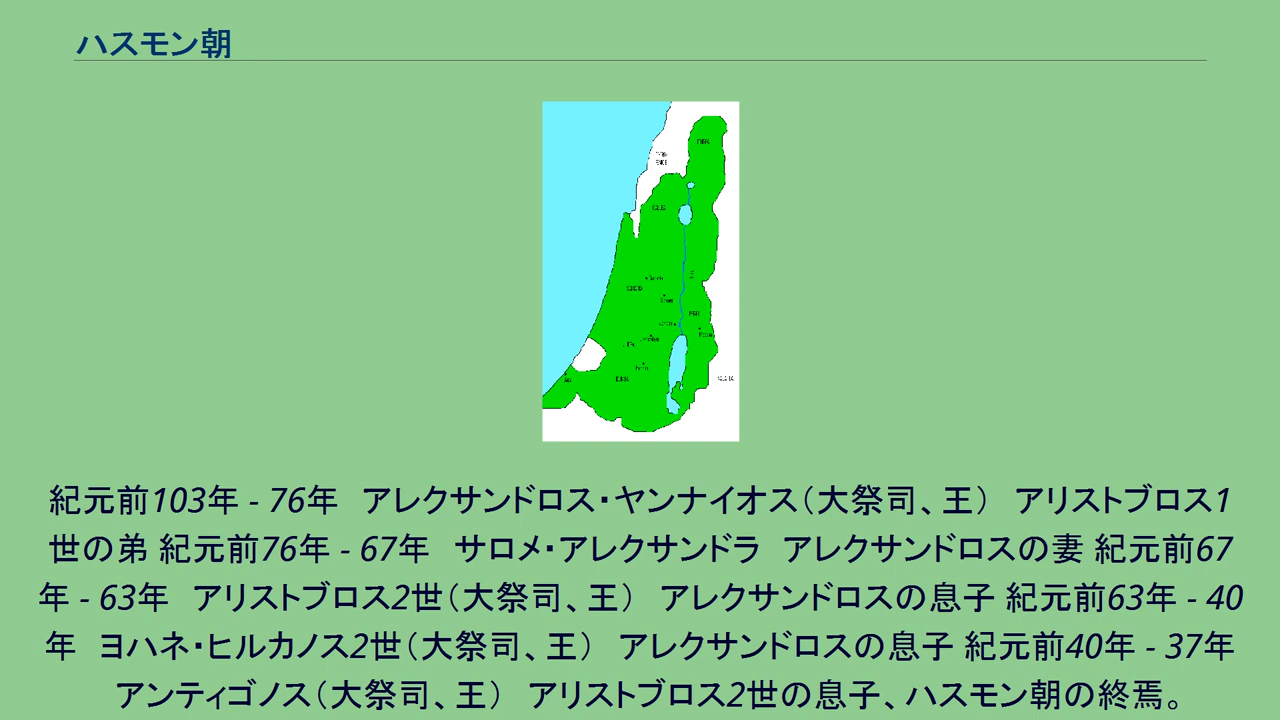 ハスモン朝
紀元前103年 - 76年　アレクサンドロス・ヤンナイオス（大祭司、王）　アリストブロス1
世の弟 紀元前76年 - 67年　サロメ・アレクサンドラ　アレクサンドロスの妻 紀元前67
年 - 63年　アリストブロス2世（大祭司、王）　アレクサンドロスの息子 紀元前63年 - 40
年　ヨハネ・ヒルカノス2世（大祭司、王）　アレクサンドロスの息子 紀元前40年 - 37年
アンティゴノス（大祭司、王）　アリストブロス2世の息子、ハスモン朝の終焉。